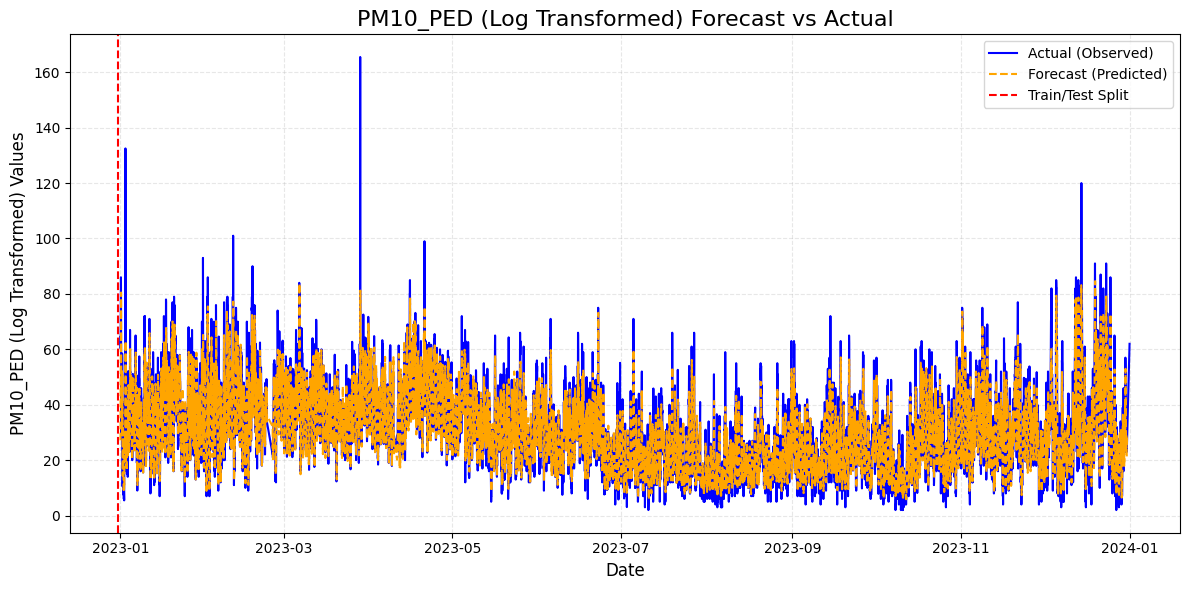 PM10_PED (Log Transformed) Forecast vs Actual
PM10_PED (Log Transformed) Values
160
140
120
100
80
60
40
20
0
Actual (Observed)
Forecast (Predicted)
Train/Test Split
2023-01 2023-03 2023-05 2023-07 2023-09 2023-11 2024-01
Date